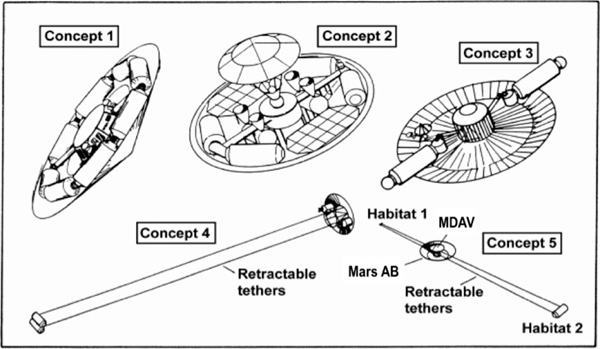 Concept 1
Concept 2
Concept 3
Concept 4
Retractable
tethers
Habitat 1
MDAV
Concept 5
Mars AB
Retractable
tethers
Habitat 2